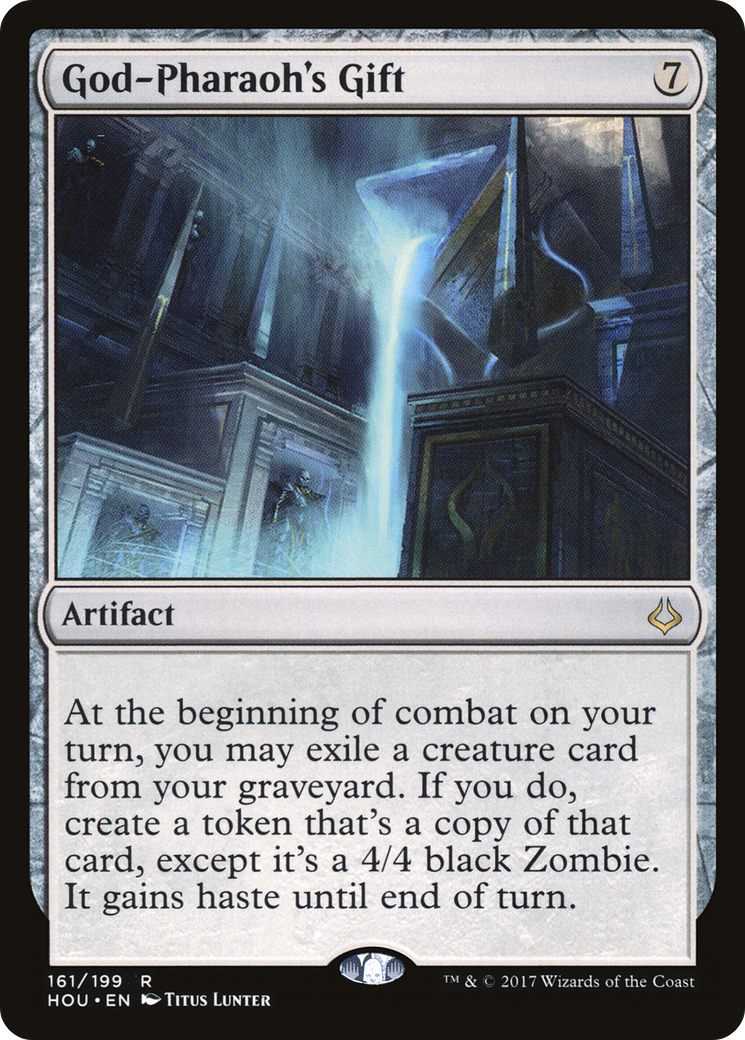 God-Pharaoh's Gift
7
Artifact
At the beginning of combat on your
turn, you may exile a creature card
from your graveyard. If you do,
create a token that's a copy of that
card, except it's a 4/4 black Zombie.
It gains haste until end of turn.
161/199 R
HOU • EN Titus Lunter
™ & © 2017 Wizards of the Coast